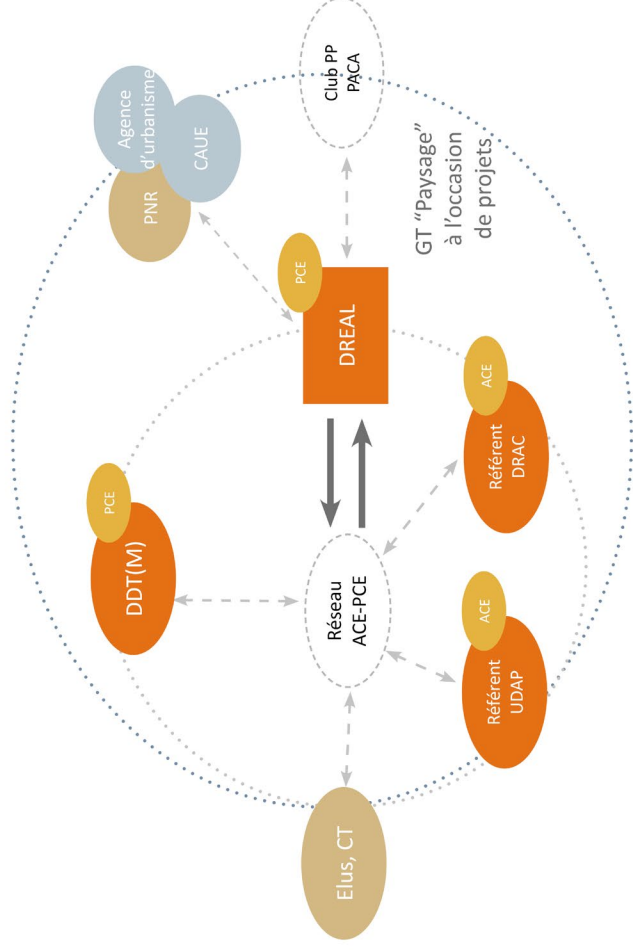 Elus, CT
DDT(M)
PCE
Réseau
ACE-PCE
Référent
UDAP
ACE
Référent
DRAC
ACE
DREAL
PCE
PNR
Agence
d’urbanisme
CAUE
Club PP
PACA
GT “Paysage”
à l’occasion
de projets